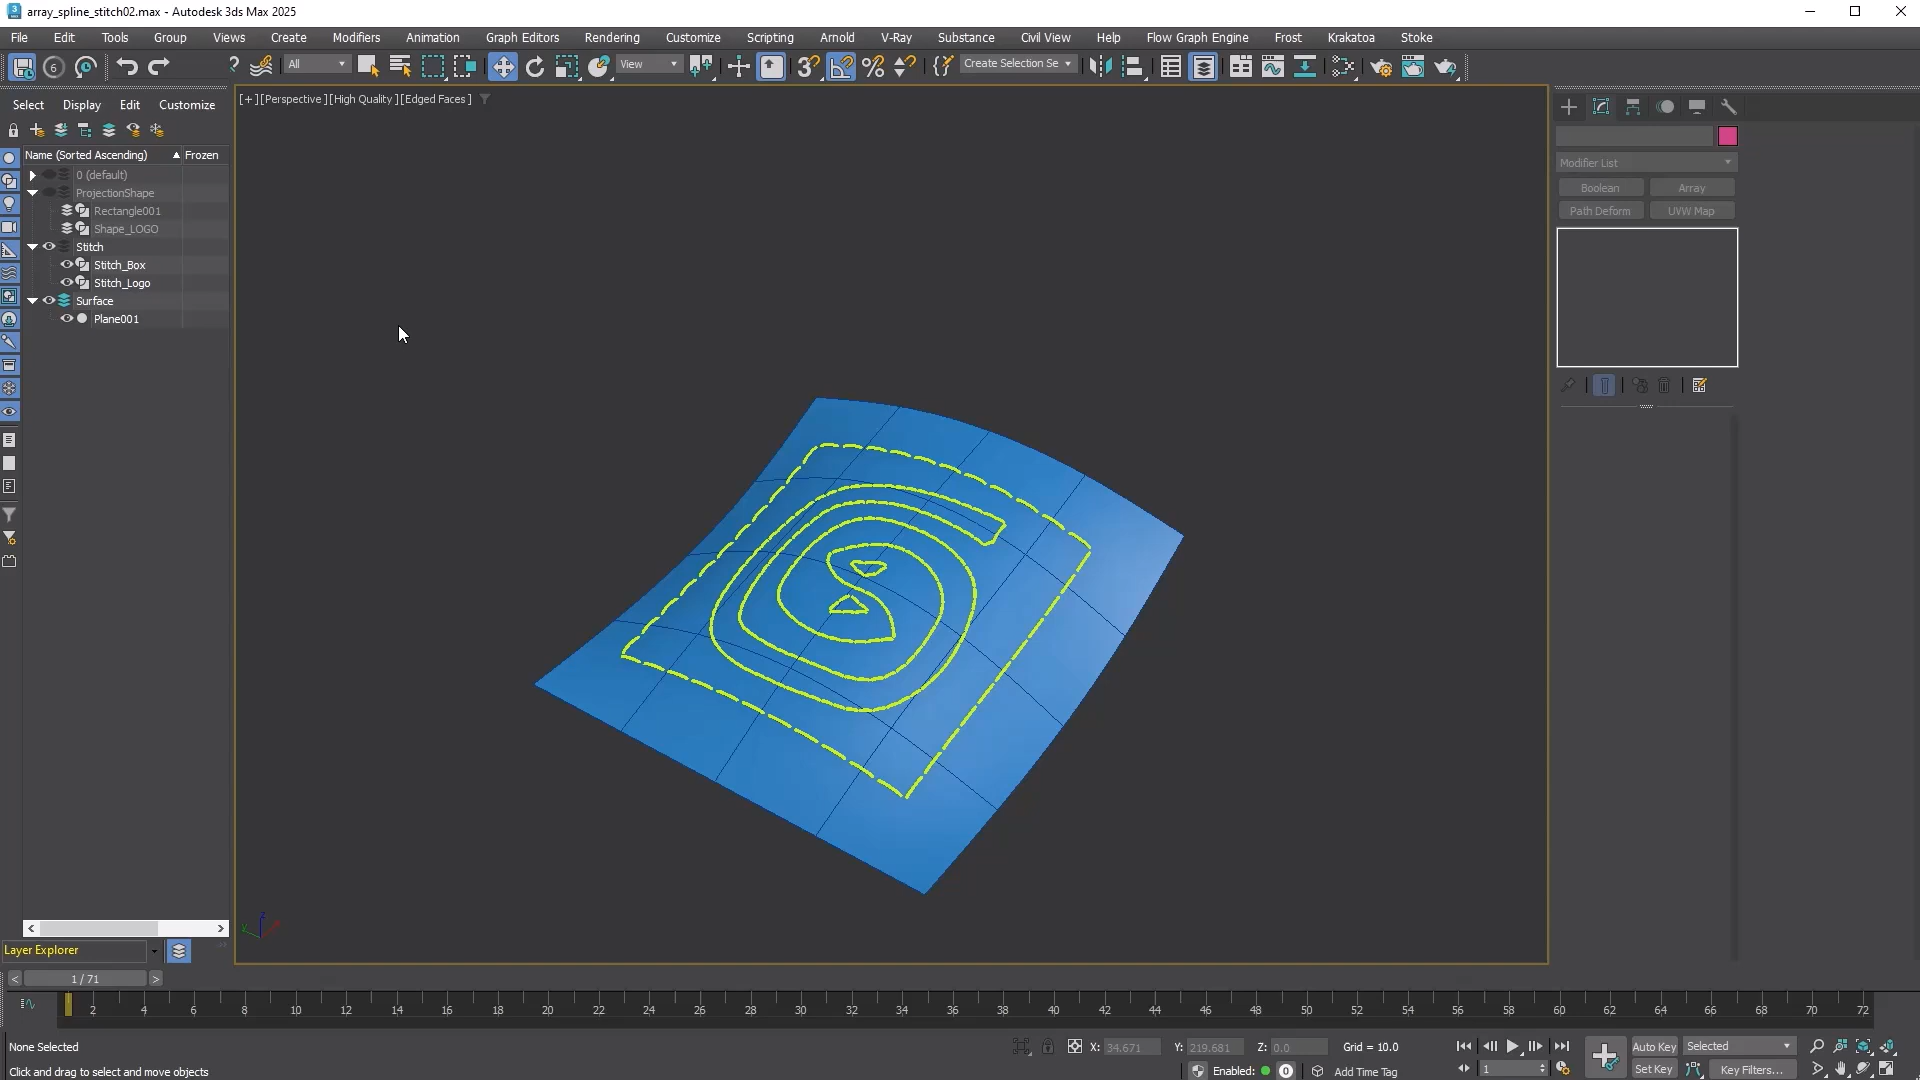 array_spline_stitch02.max - Autodesk 3ds Max 2025
File Edit Tools Group Views Create Modifiers Animation Graph Editors Rendering Customize Scripting Arnold V-Ray Substance Civil View Help Flow Graph Engine Frost Krakatoa Stoke
6 ? All View 3 Create Selection Se
Select Display Edit Customize
[+][Perspective][High Quality][Edged Faces]
Name (Sorted Ascending) Frozen
Modifier List
0 (default)
Boolean Array
ProjectionShape
Path Deform UVW Map
Rectangle001
Shape_LOGO
Stitch
Stitch_Box
Stitch_Logo
Surface
Plane001
Layer Explorer
< 1 / 71 >
2 4 6 8 10 12 14 16 18 20 22 24 26 28 30 32 34 36 38 40 42 44 46 48 50 52 54 56 58 60 62 64 66 68 70 72
None Selected X: 34.671 Y: 219.681 Z: 0.0 Grid = 10.0 Auto Key Selected
Click and drag to select and move objects Enabled: 0 Add Time Tag 1 Set Key Key Filters...